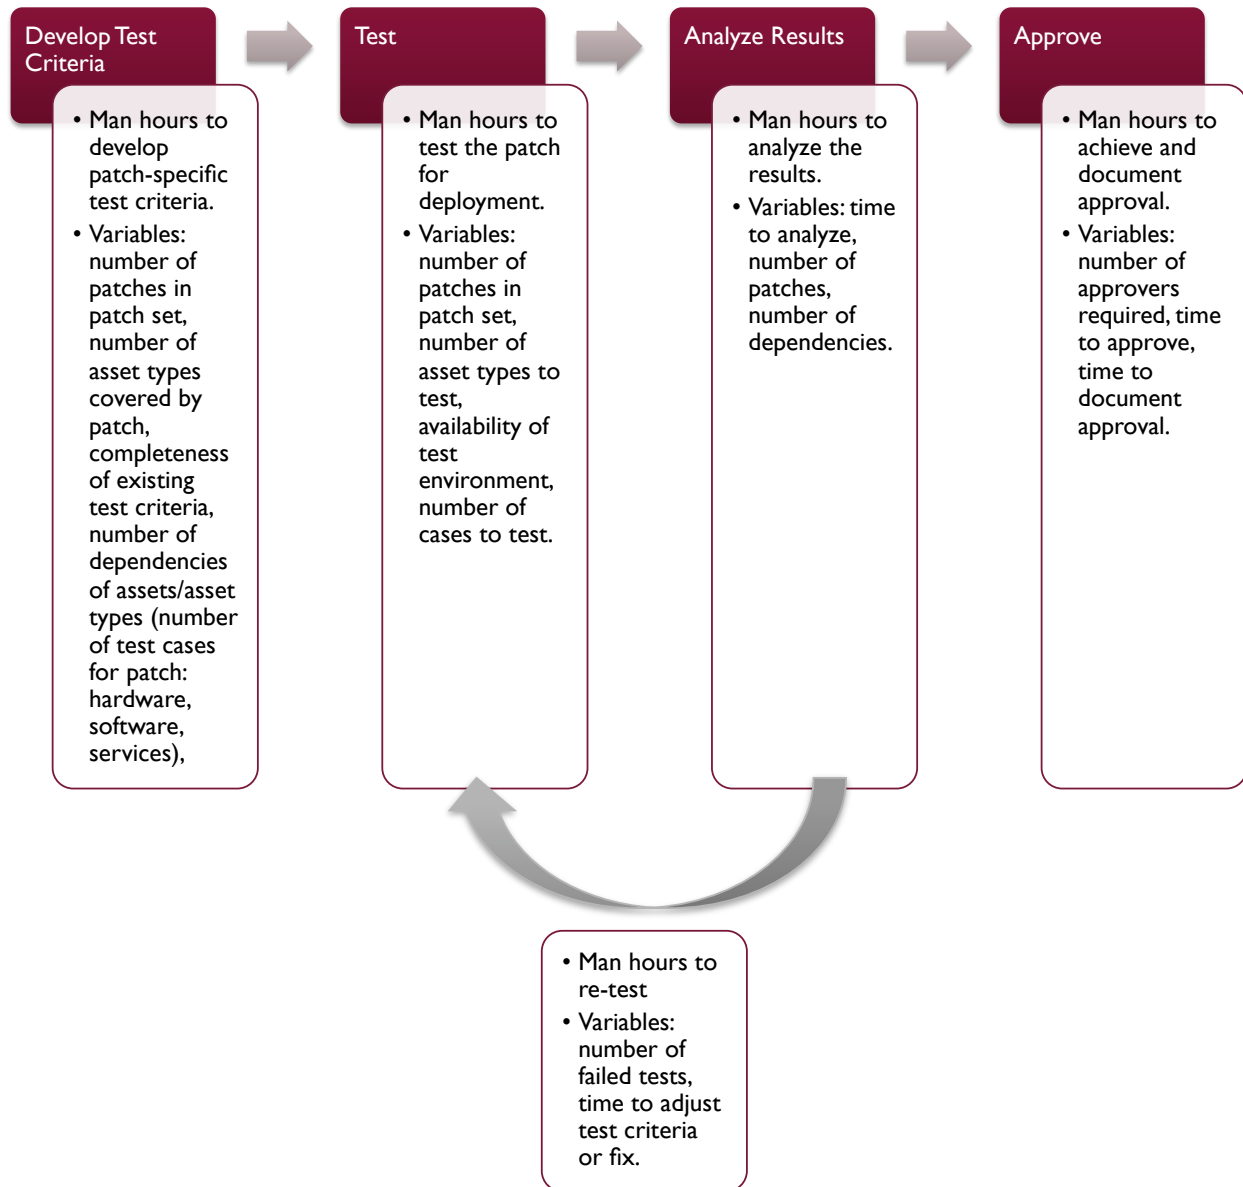 Develop Test
Criteria
• Man hours to
develop
patch-specific
test criteria.
• Variables:
number of
patches in
patch set,
number of
asset types
covered by
patch,
completeness
of existing
test criteria,
number of
dependencies
of assets/asset
types (number
of test cases
for patch:
hardware,
software,
services),
Test
• Man hours to
test the patch
for
deployment.
• Variables:
number of
patches in
patch set,
number of
asset types to
test,
availability of
test
environment,
number of
cases to test.
Analyze Results
• Man hours to
analyze the
results.
• Variables: time
to analyze,
number of
patches,
number of
dependencies.
Approve
• Man hours to
achieve and
document
approval.
• Variables:
number of
approvers
required, time
to approve,
time to
document
approval.
• Man hours to
re-test
• Variables:
number of
failed tests,
time to adjust
test criteria
or fix.